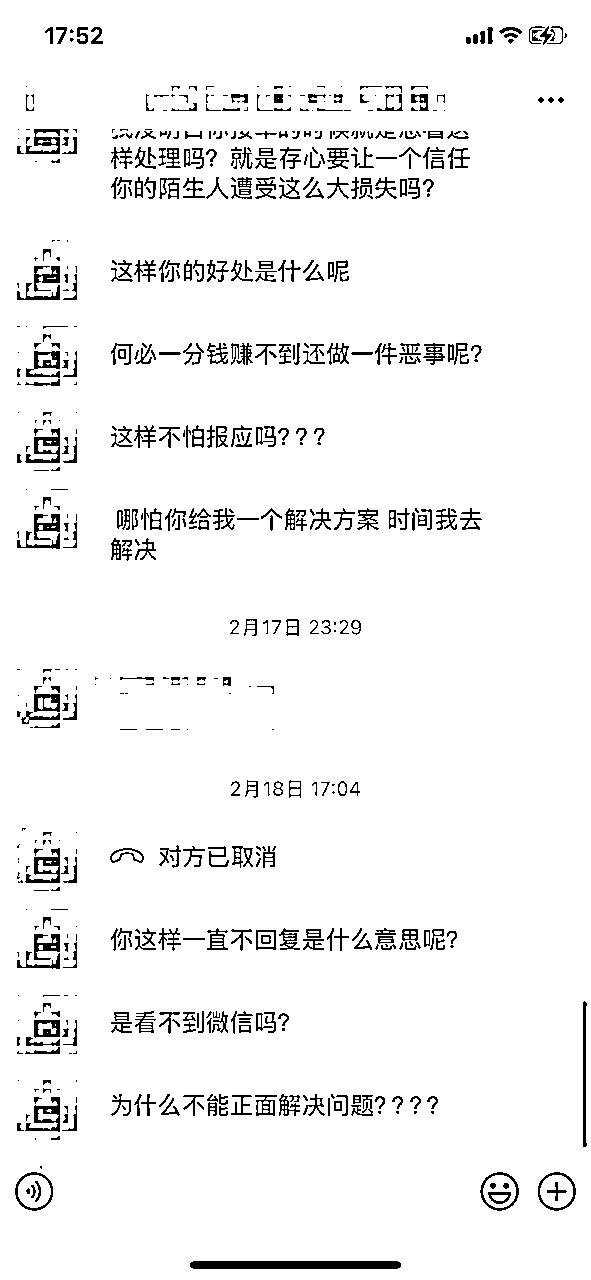 17:52
样处理吗？就是存心要让一个信任
你的陌生人遭受这么大损失吗？
这样你的好处是什么呢
何必一分钱赚不到还做一件恶事呢？
这样不怕报应吗？？？
哪怕你给我一个解决方案 时间我去
解决
2月17日 23:29
2月18日 17:04
对方已取消
你这样一直不回复是什么意思呢？
是看不到微信吗？
为什么不能正面解决问题？？？？